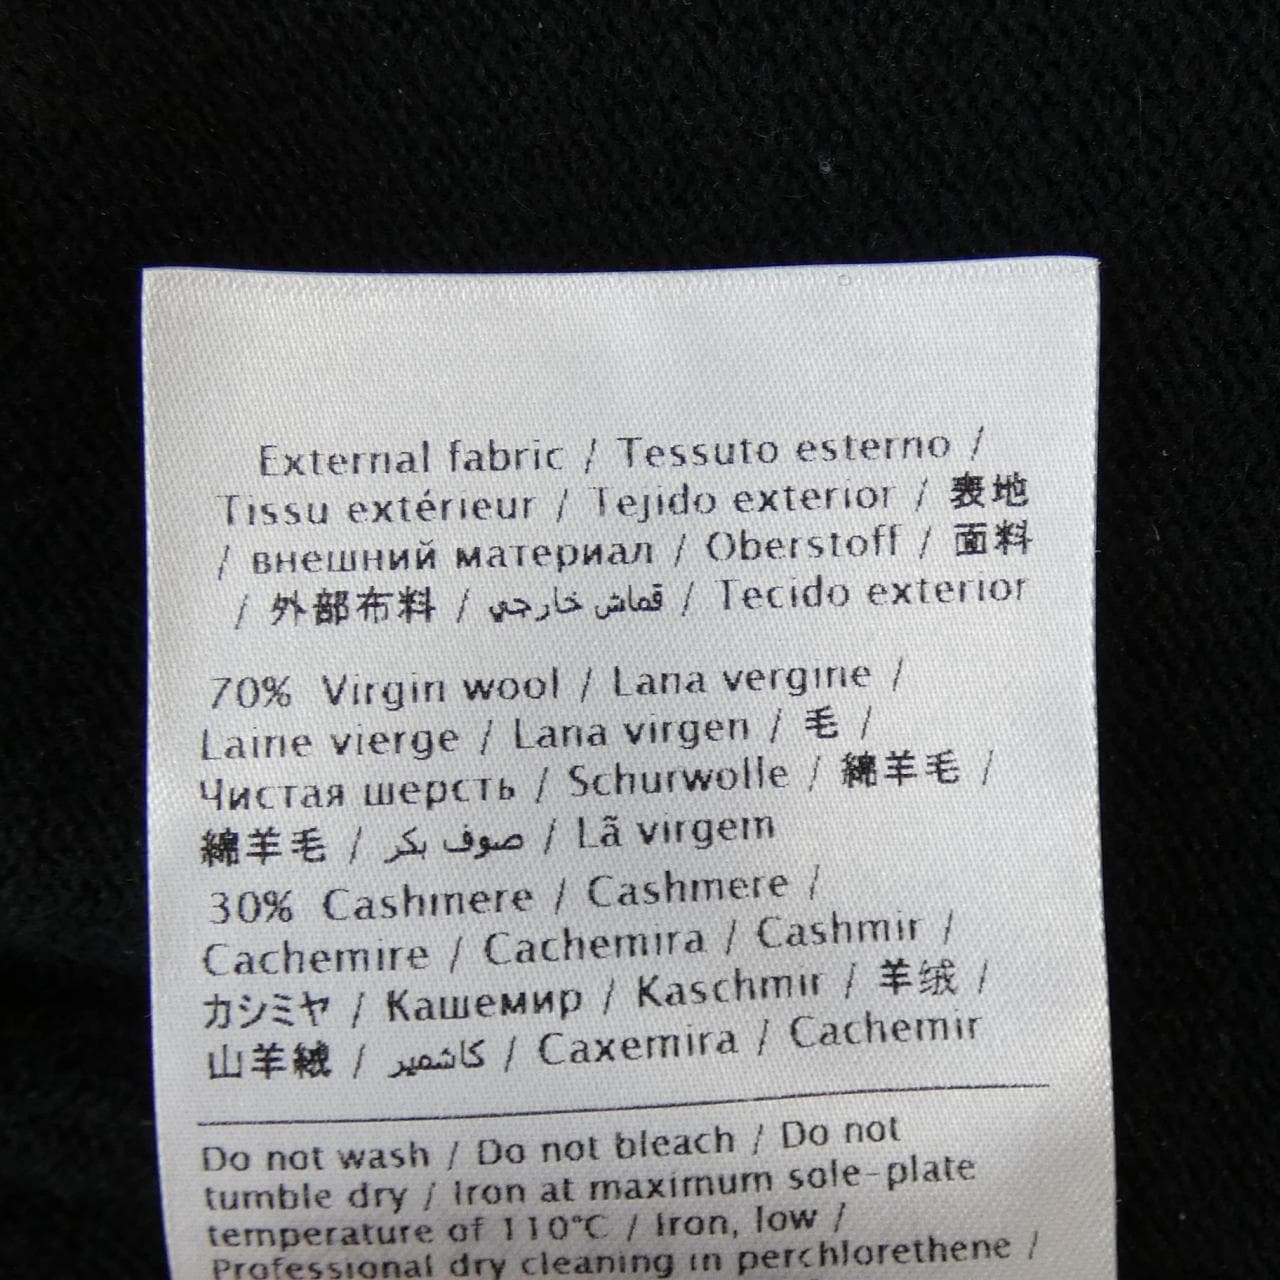 External fabric / Tessuto esterno /
Tissu extérieur / Tejido exterior / 表地
/ внешний материал / Oberstoff / 面料
/ 外部布料 / قماش خارجي / Tecido exterior
70% Virgin wool / Lana vergine /
Laine vierge / Lana virgen / 毛 /
Чистая шерсть / Schurwolle / 綿羊毛 /
綿羊毛 / صوف بكر / Lã virgem
30% Cashmere / Cashmere /
Cachemire / Cachemira / Cashmir /
カシミヤ / Кашемир / Kaschmir / 羊绒 /
山羊絨 / كاشمير / Caxemira / Cachemir
Do not wash / Do not bleach / Do not
tumble dry / Iron at maximum sole-plate
temperature of 110°C / Iron, low /
Professional dry cleaning in perchlorethene /